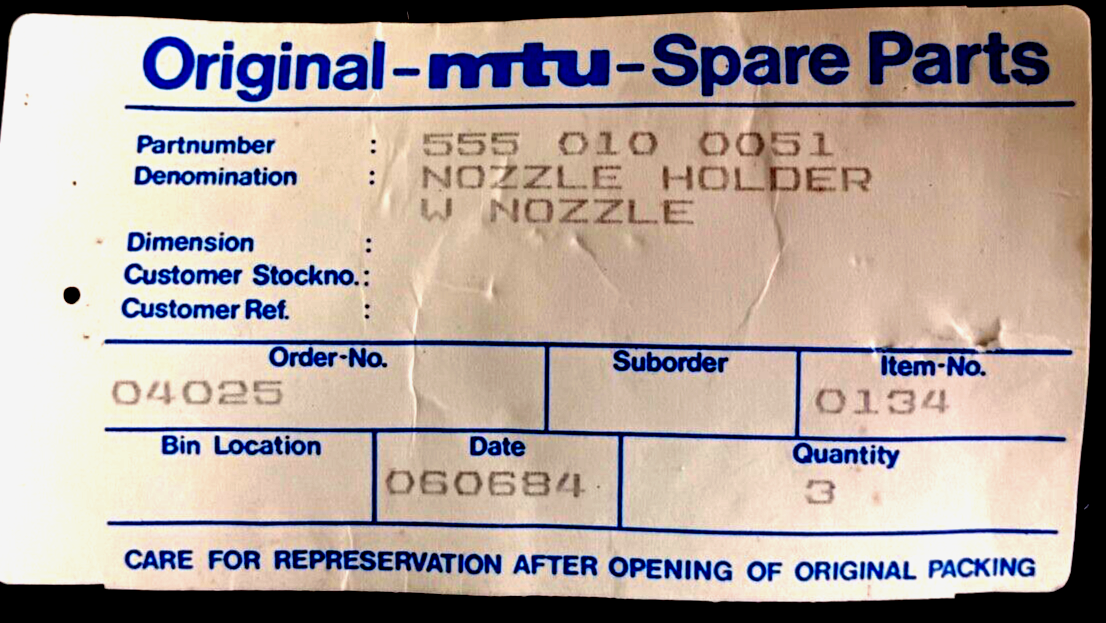 Original-mtu-Spare Parts
Partnumber : 555 010 0051
Denomination : NOZZLE HOLDER
W NOZZLE
Dimension :
Customer Stockno.:
Customer Ref. :
Order-No. Suborder Item-No.
04025 0134
Bin Location Date Quantity
060684 3
CARE FOR REPRESERVATION AFTER OPENING OF ORIGINAL PACKING